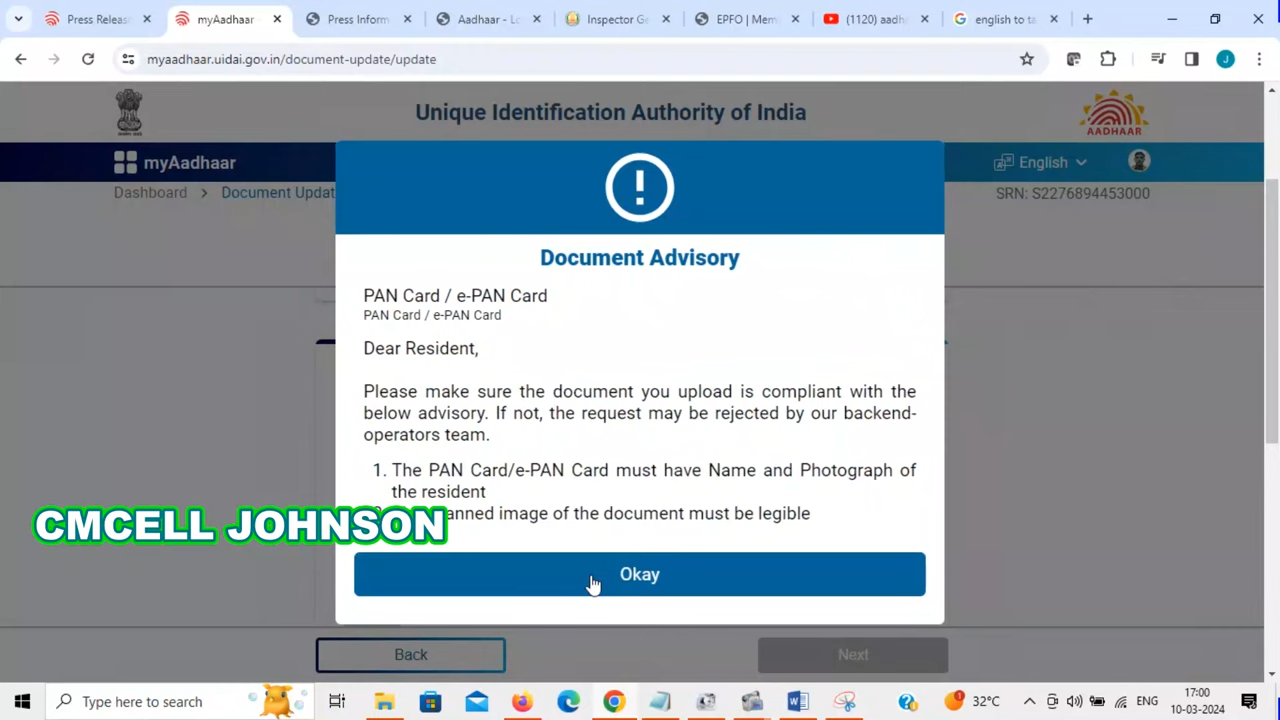 Press Releas
myAadhaar
Press Inform
Aadhaar - Lo
Inspector Ge
EPFO | Mem
(1120) aadh
english to ta
myaadhaar.uidai.gov.in/document-update/update
J
Unique Identification Authority of India
AADHAAR
myAadhaar
English
Dashboard > Document Updat
SRN: S2276894453000
Document Advisory
PAN Card / e-PAN Card
PAN Card / e-PAN Card
Dear Resident,
Please make sure the document you upload is compliant with the
below advisory. If not, the request may be rejected by our backend-
operators team.
1. The PAN Card/e-PAN Card must have Name and Photograph of
the resident
anned image of the document must be legible
CMCELL JOHNSON
Okay
Back
Next
Type here to search
1
32°C
ENG
17:00
10-03-2024